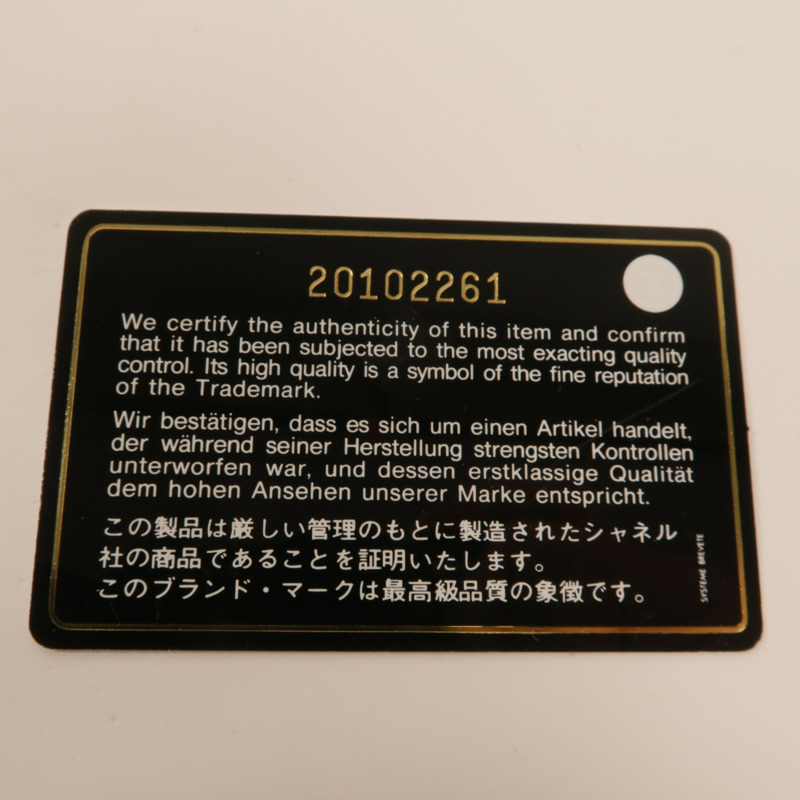 20102261
We certify the authenticity of this item and confirm
that it has been subjected to the most exacting quality
control. Its high quality is a symbol of the fine reputation
of the Trademark.
Wir bestätigen, dass es sich um einen Artikel handelt,
der während seiner Herstellung strengsten Kontrollen
unterworfen war, und dessen erstklassige Qualität
dem hohen Ansehen unserer Marke entspricht.
この製品は厳しい管理のもとに製造されたシャネル
社の商品であることを証明いたします。
このブランド・マークは最高級品質の象徴です。
SYSTEME BREVETE